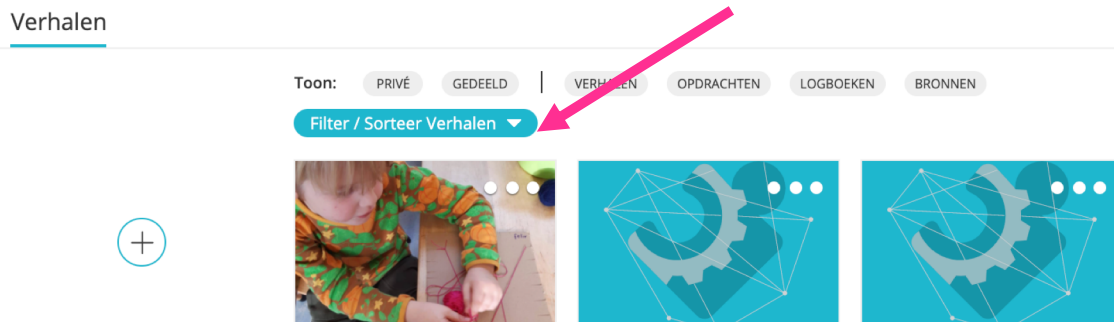 Verhalen
Toon: PRIVÉ GEDEELD | VERHALEN OPDRACHTEN LOGBOEKEN BRONNEN
Filter / Sorteer Verhalen